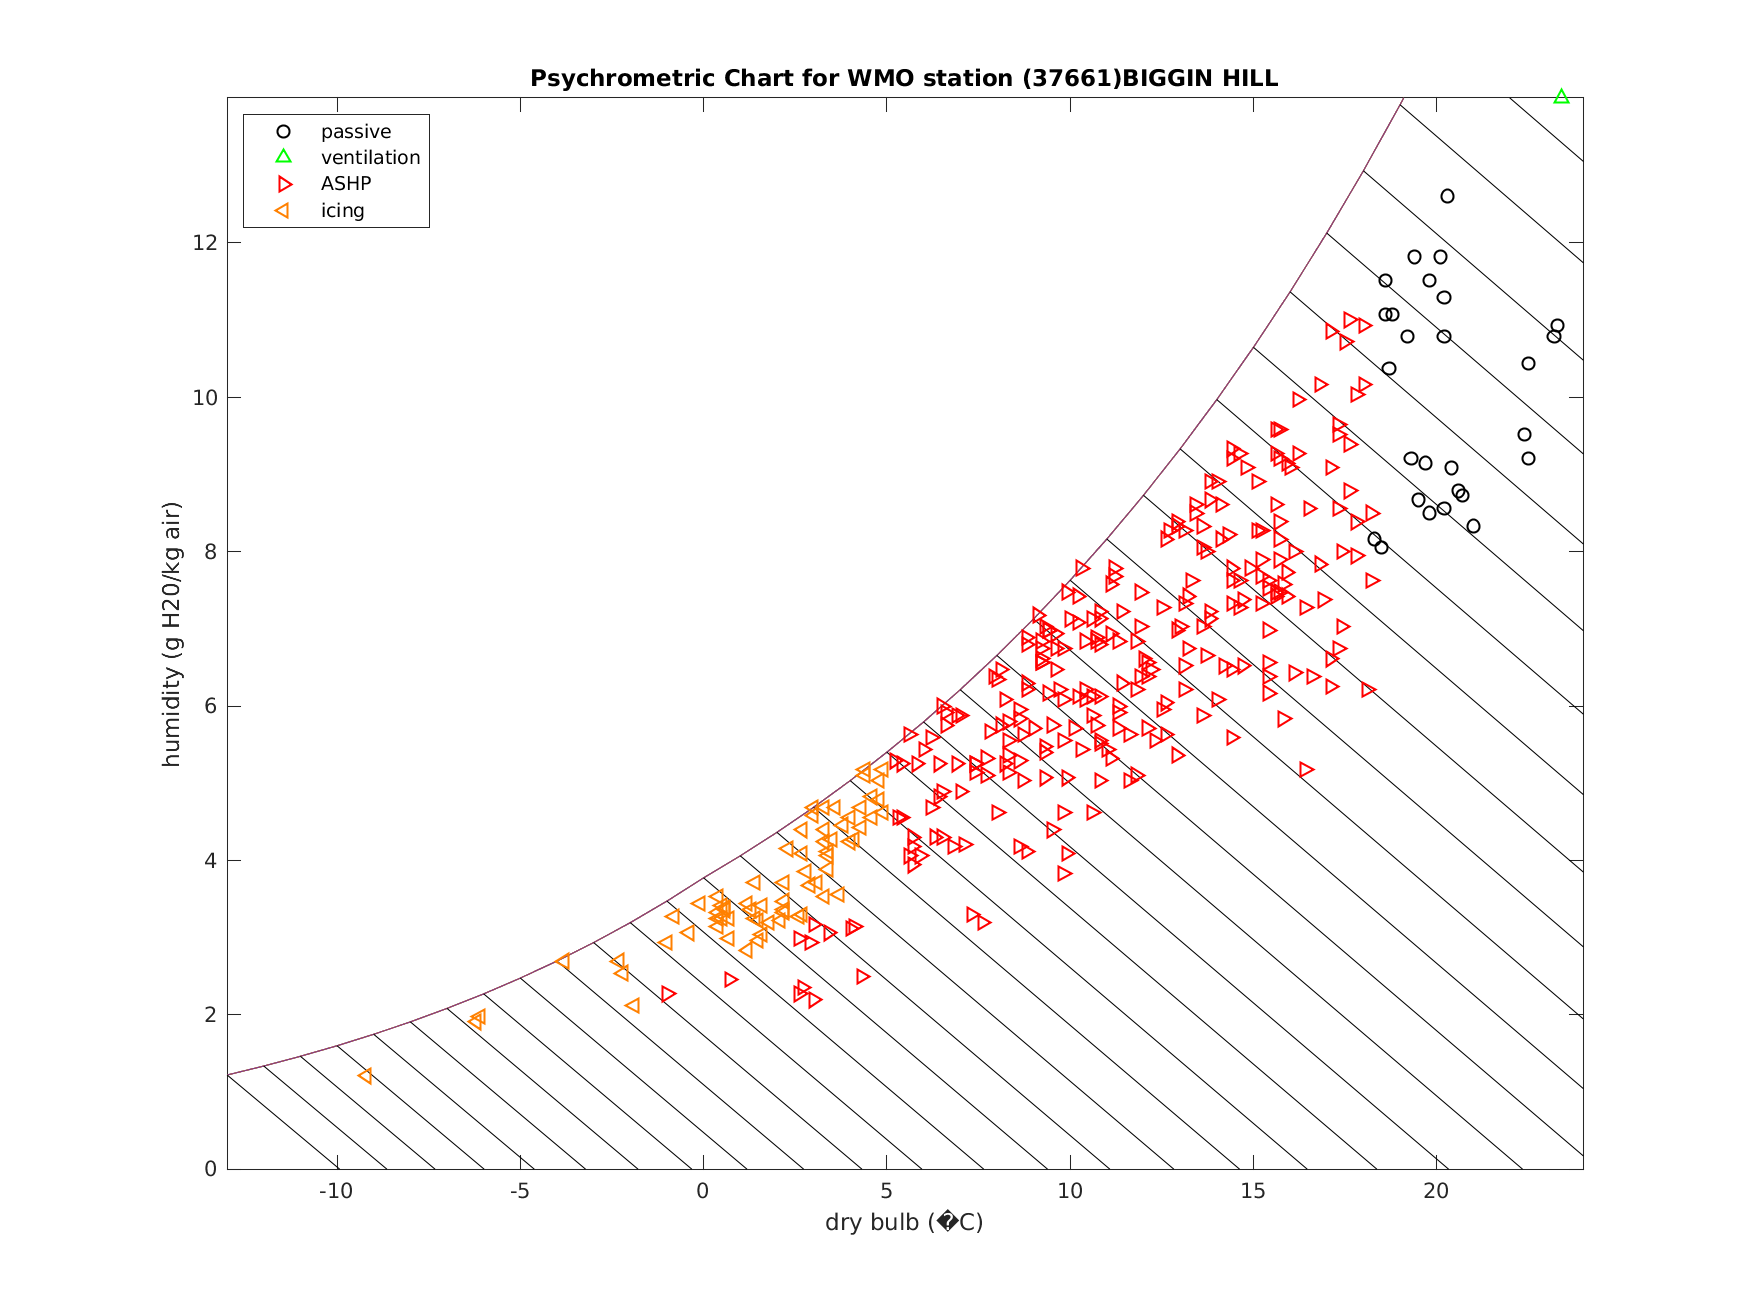 Psychrometric Chart for WMO station (37661)BIGGIN HILL
passive
ventilation
ASHP
icing
12
10
8
6
4
2
0
humidity (g H20/kg air)
-10 -5 0 5 10 15 20
dry bulb (�C)